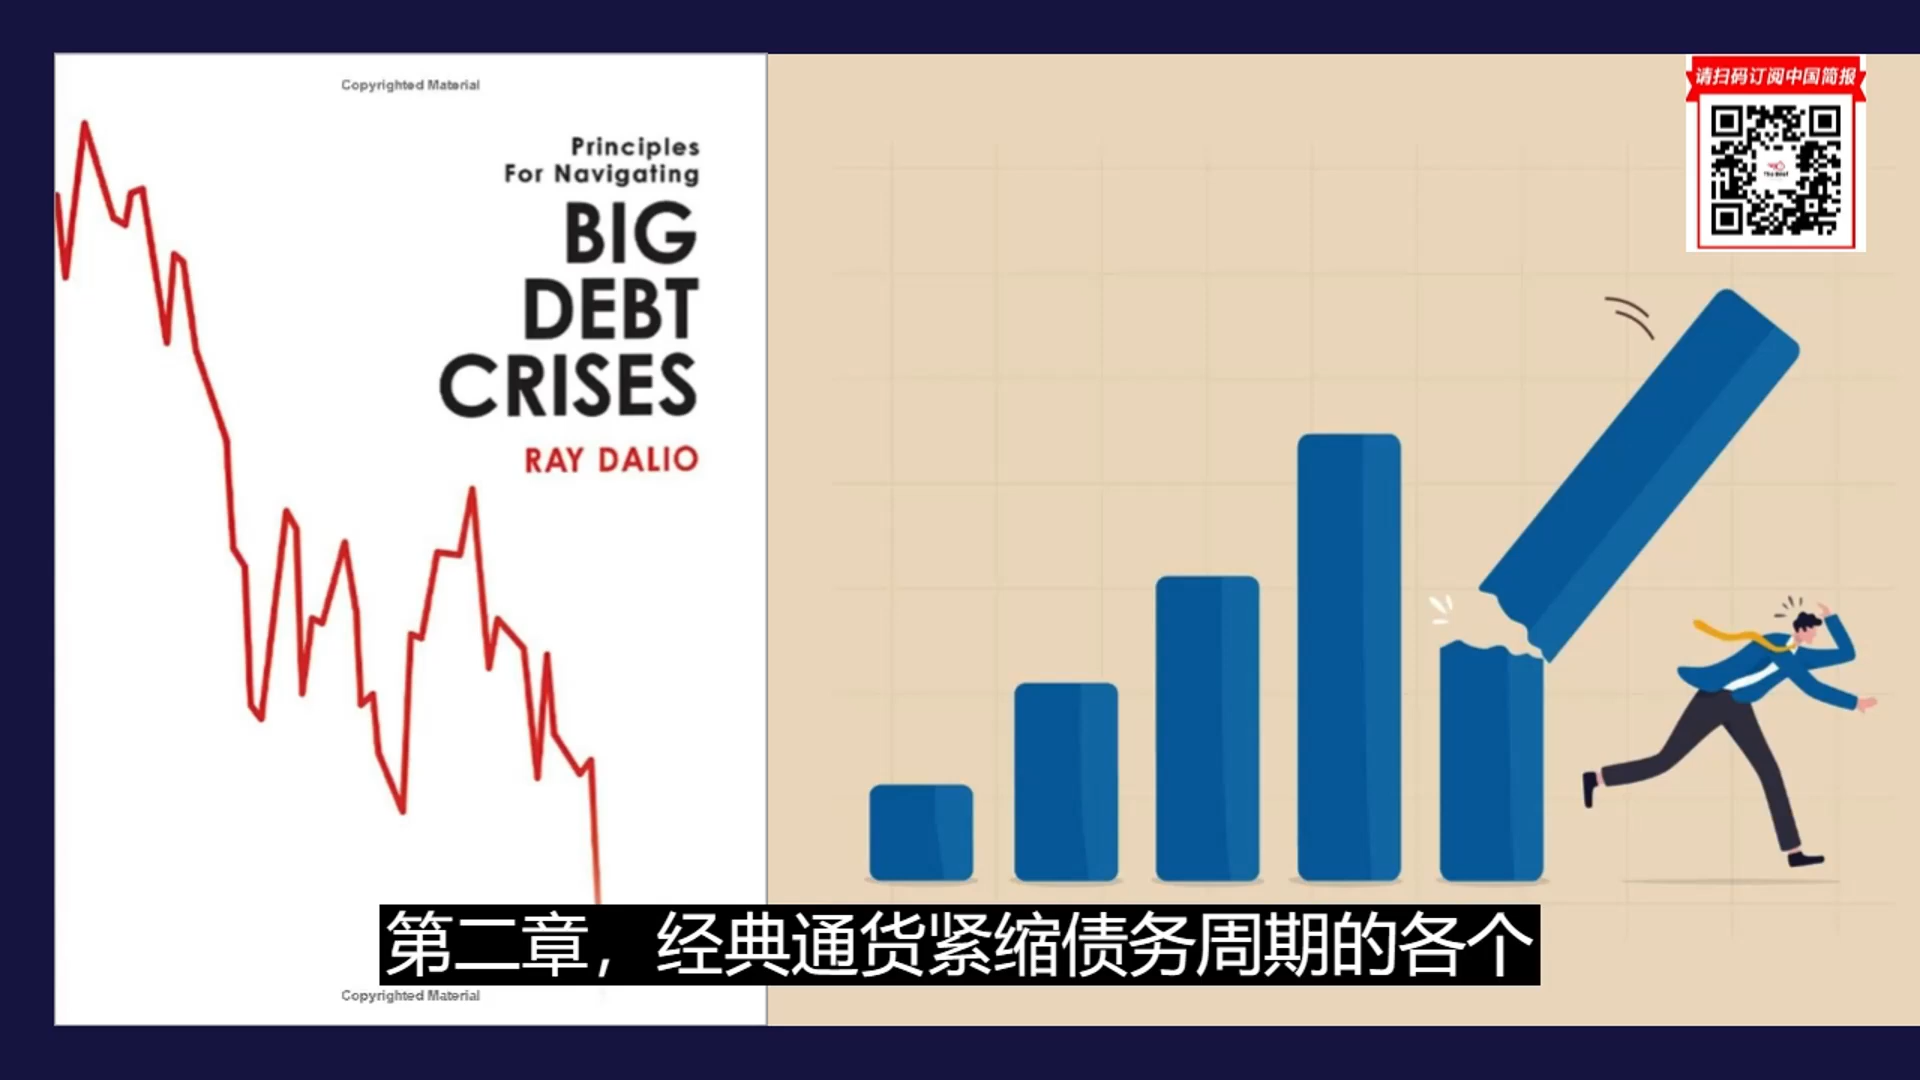 Copyrighted Material
Principles
For Navigating
BIG
DEBT
CRISES
RAY DALIO
请扫码订阅中国简报
第二章，经典通货紧缩债务周期的各个
Copyrighted Material